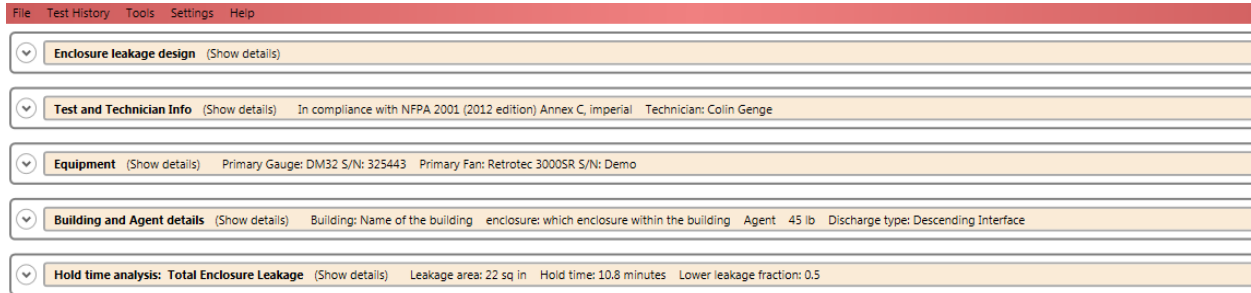 File Test History Tools Settings Help
Enclosure leakage design (Show details)
Test and Technician Info (Show details) In compliance with NFPA 2001 (2012 edition) Annex C, imperial Technician: Colin Genge
Equipment (Show details) Primary Gauge: DM32 S/N: 325443 Primary Fan: Retrotec 3000SR S/N: Demo
Building and Agent details (Show details) Building: Name of the building enclosure: which enclosure within the building Agent 45 lb Discharge type: Descending Interface
Hold time analysis: Total Enclosure Leakage (Show details) Leakage area: 22 sq in Hold time: 10.8 minutes Lower leakage fraction: 0.5